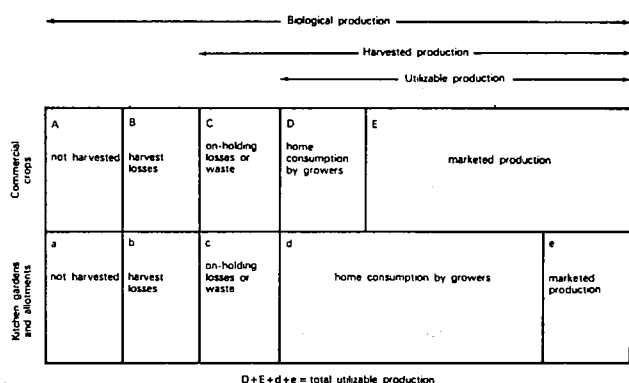 Biological production
Harvested production
Utilizable production
Commercial
crops
A
not harvested
B
harvest
losses
C
on-holding
losses or
waste
D
home
consumption
by growers
E
marketed production
Kitchen gardens
and allotments
a
not harvested
b
harvest
losses
c
on-holding
losses or
waste
d
home consumption by growers
e
marketed
production
D+E+d+e = total utilizable production